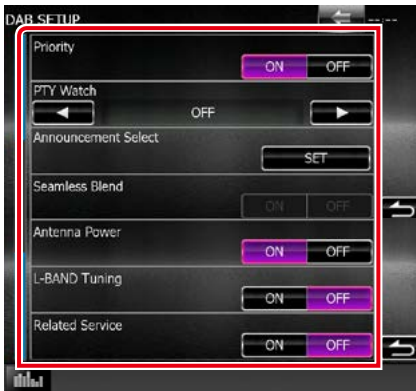 DAB SETUP
--:--
Priority
ON OFF
PTY Watch
OFF
Announcement Select
SET
Seamless Blend
ON OFF
Antenna Power
ON OFF
L-BAND Tuning
ON OFF
Related Service
ON OFF